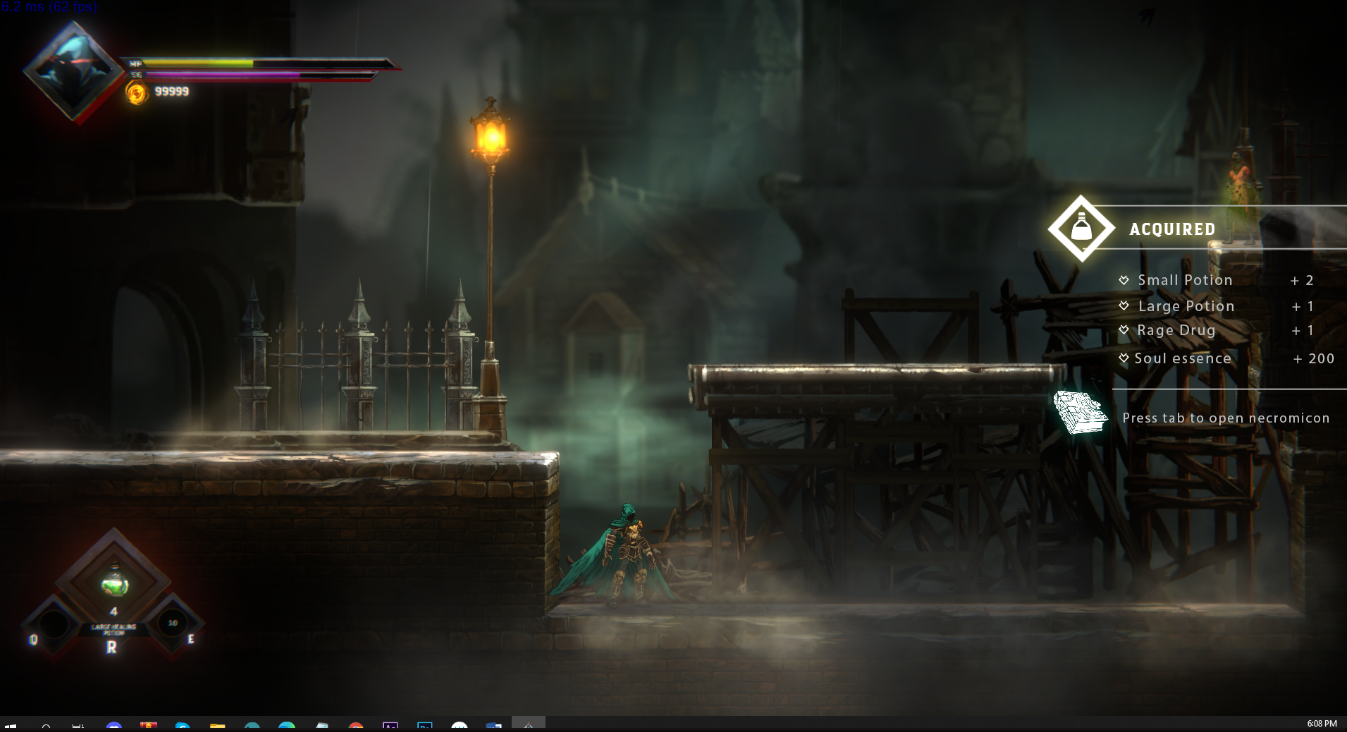 6.2 ms (62 fps)
HP
99999
ACQUIRED
Small Potion + 2
Large Potion + 1
Rage Drug + 1
Soul essence + 200
Press tab to open necromicon
4
LARGE HEALING
POTION
10
Q
E
R
6:08 PM